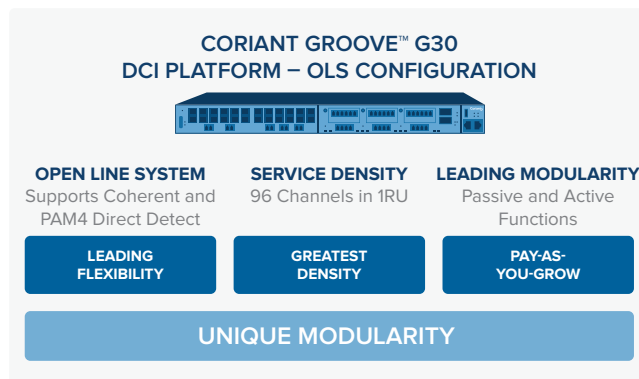 CORIANT GROOVE™ G30
DCI PLATFORM – OLS CONFIGURATION
OPEN LINE SYSTEM
Supports Coherent and
PAM4 Direct Detect
LEADING
FLEXIBILITY
SERVICE DENSITY
96 Channels in 1RU
GREATEST
DENSITY
LEADING MODULARITY
Passive and Active
Functions
PAY-AS-
YOU-GROW
UNIQUE MODULARITY